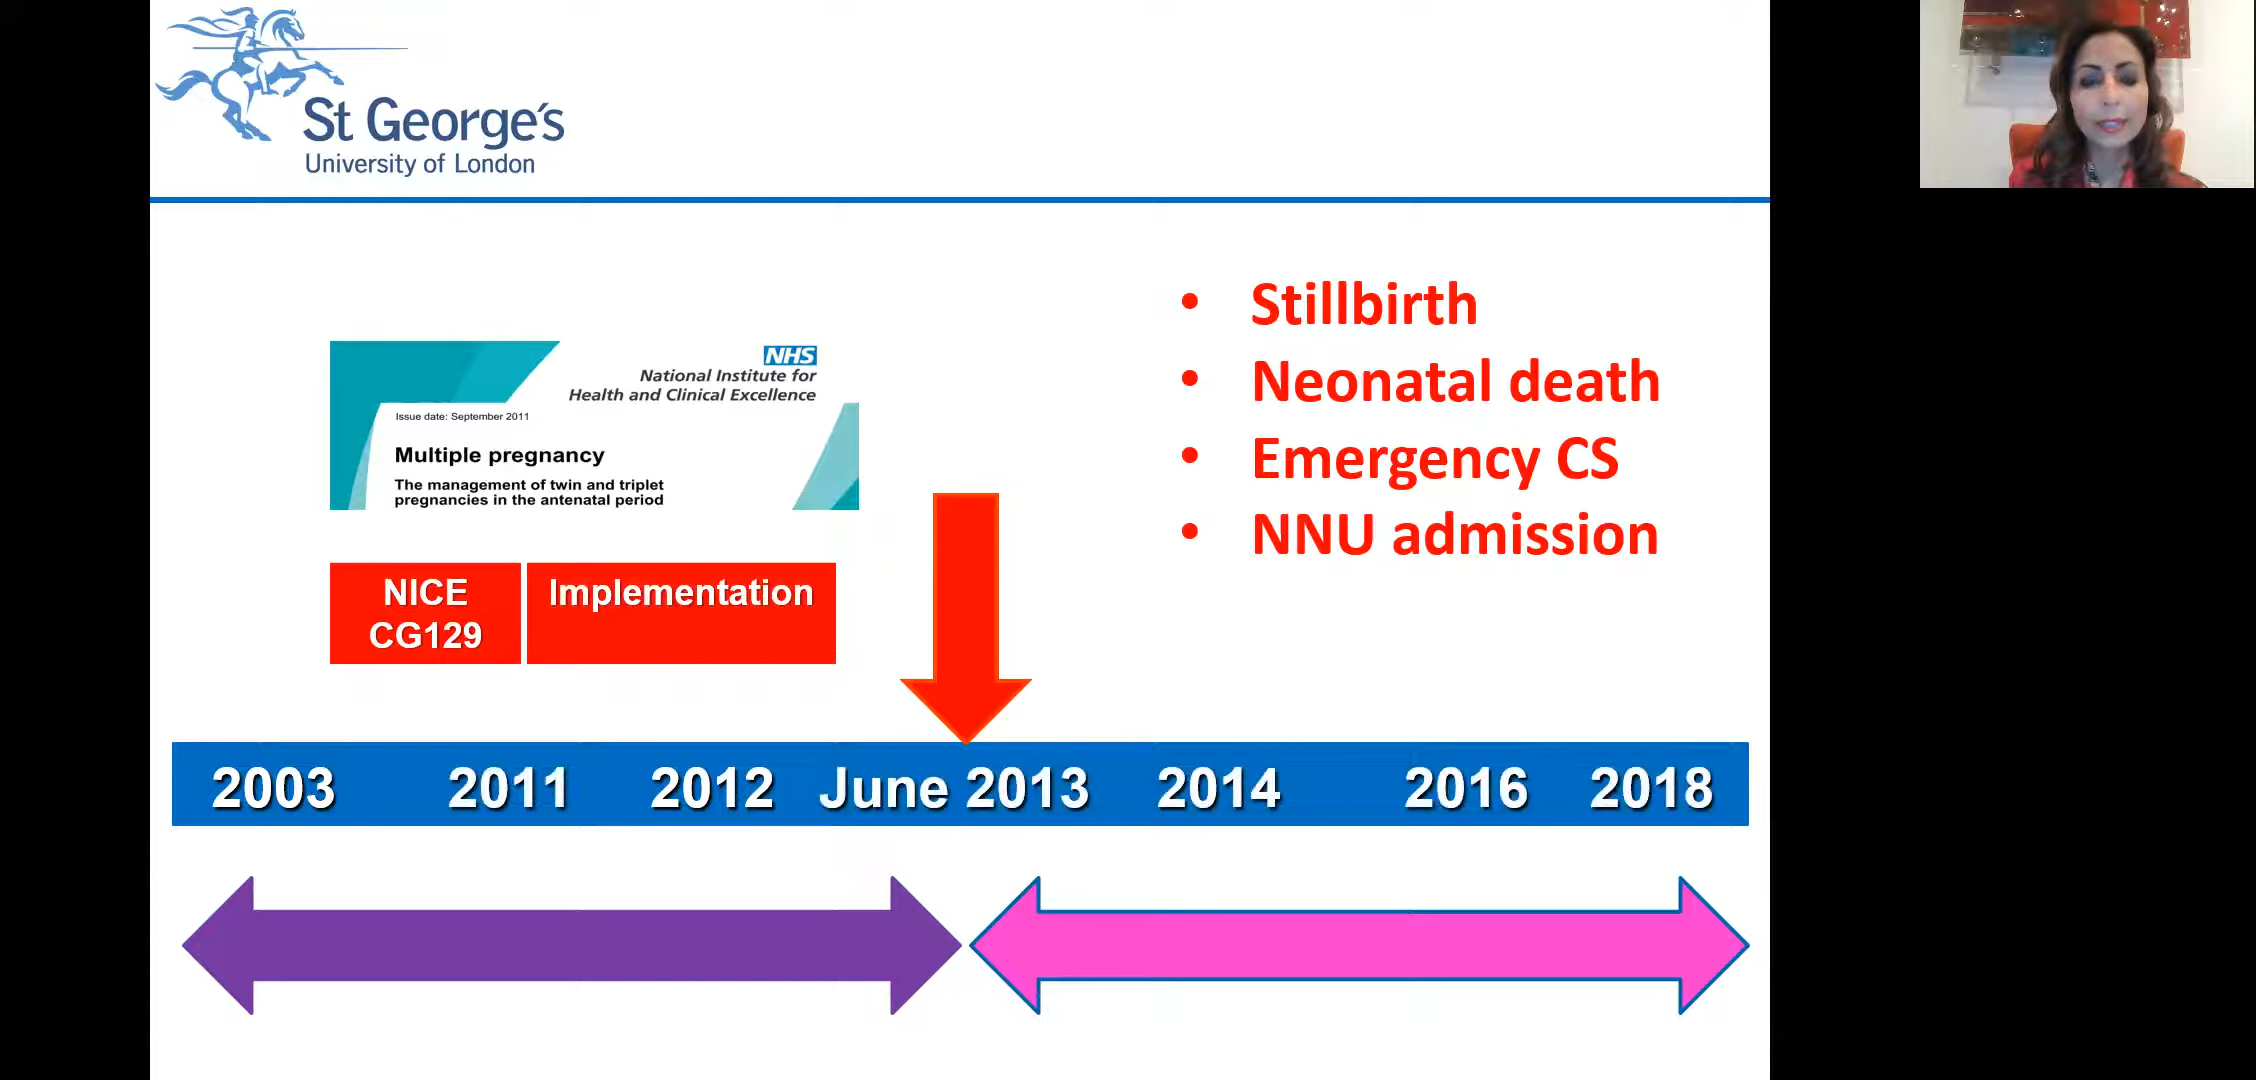 St George's
University of London
• Stillbirth
• Neonatal death
• Emergency CS
• NNU admission
NHS
National Institute for
Health and Clinical Excellence
Issue date: September 2011
Multiple pregnancy
The management of twin and triplet
pregnancies in the antenatal period
NICE
CG129
Implementation
2003 2011 2012 June 2013 2014 2016 2018